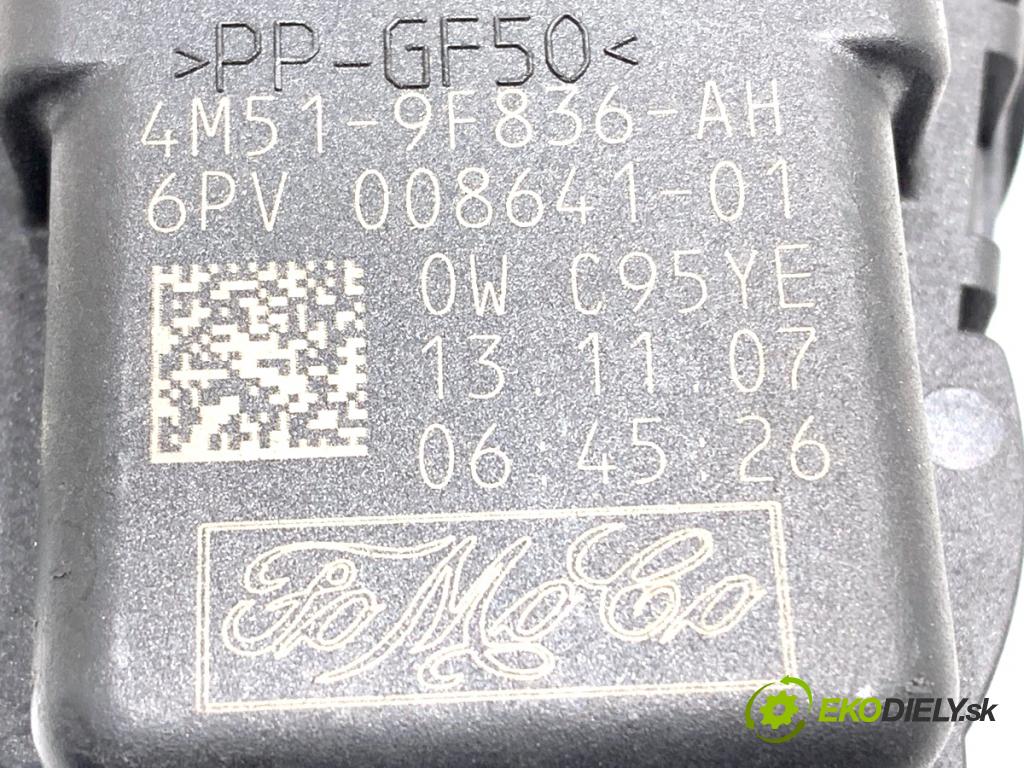 >PP-GF50<
4M51-9F836-AH
6PV 008641-01
0W C95YE
13.11.07
06.45.26
FoMoCo
EKODIELY.sk